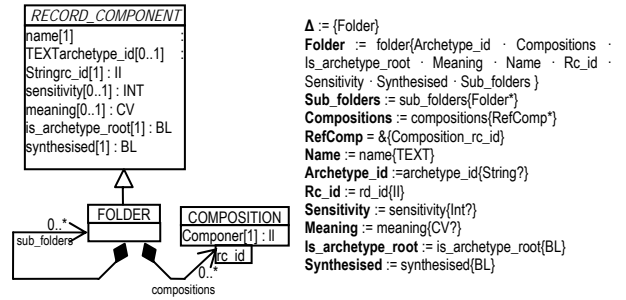 RECORD_COMPONENT
name[1] :
TEXTarchetype_id[0..1] :
Stringrc_id[1] : II
sensitivity[0..1] : INT
meaning[0..1] : CV
is_archetype_root[1] : BL
synthesised[1] : BL
FOLDER
0..*
sub_folders
COMPOSITION
Componer[1] : II
rc_id
0..*
compositions
Δ := {Folder}
Folder := folder{Archetype_id · Compositions ·
Is_archetype_root · Meaning · Name · Rc_id ·
Sensitivity · Synthesised · Sub_folders }
Sub_folders := sub_folders{Folder*}
Compositions := compositions{RefComp*}
RefComp = &{Composition_rc_id}
Name := name{TEXT}
Archetype_id :=archetype_id{String?}
Rc_id := rd_id{II}
Sensitivity := sensitivity{Int?}
Meaning := meaning{CV?}
Is_archetype_root := is_archetype_root{BL}
Synthesised := synthesised{BL}